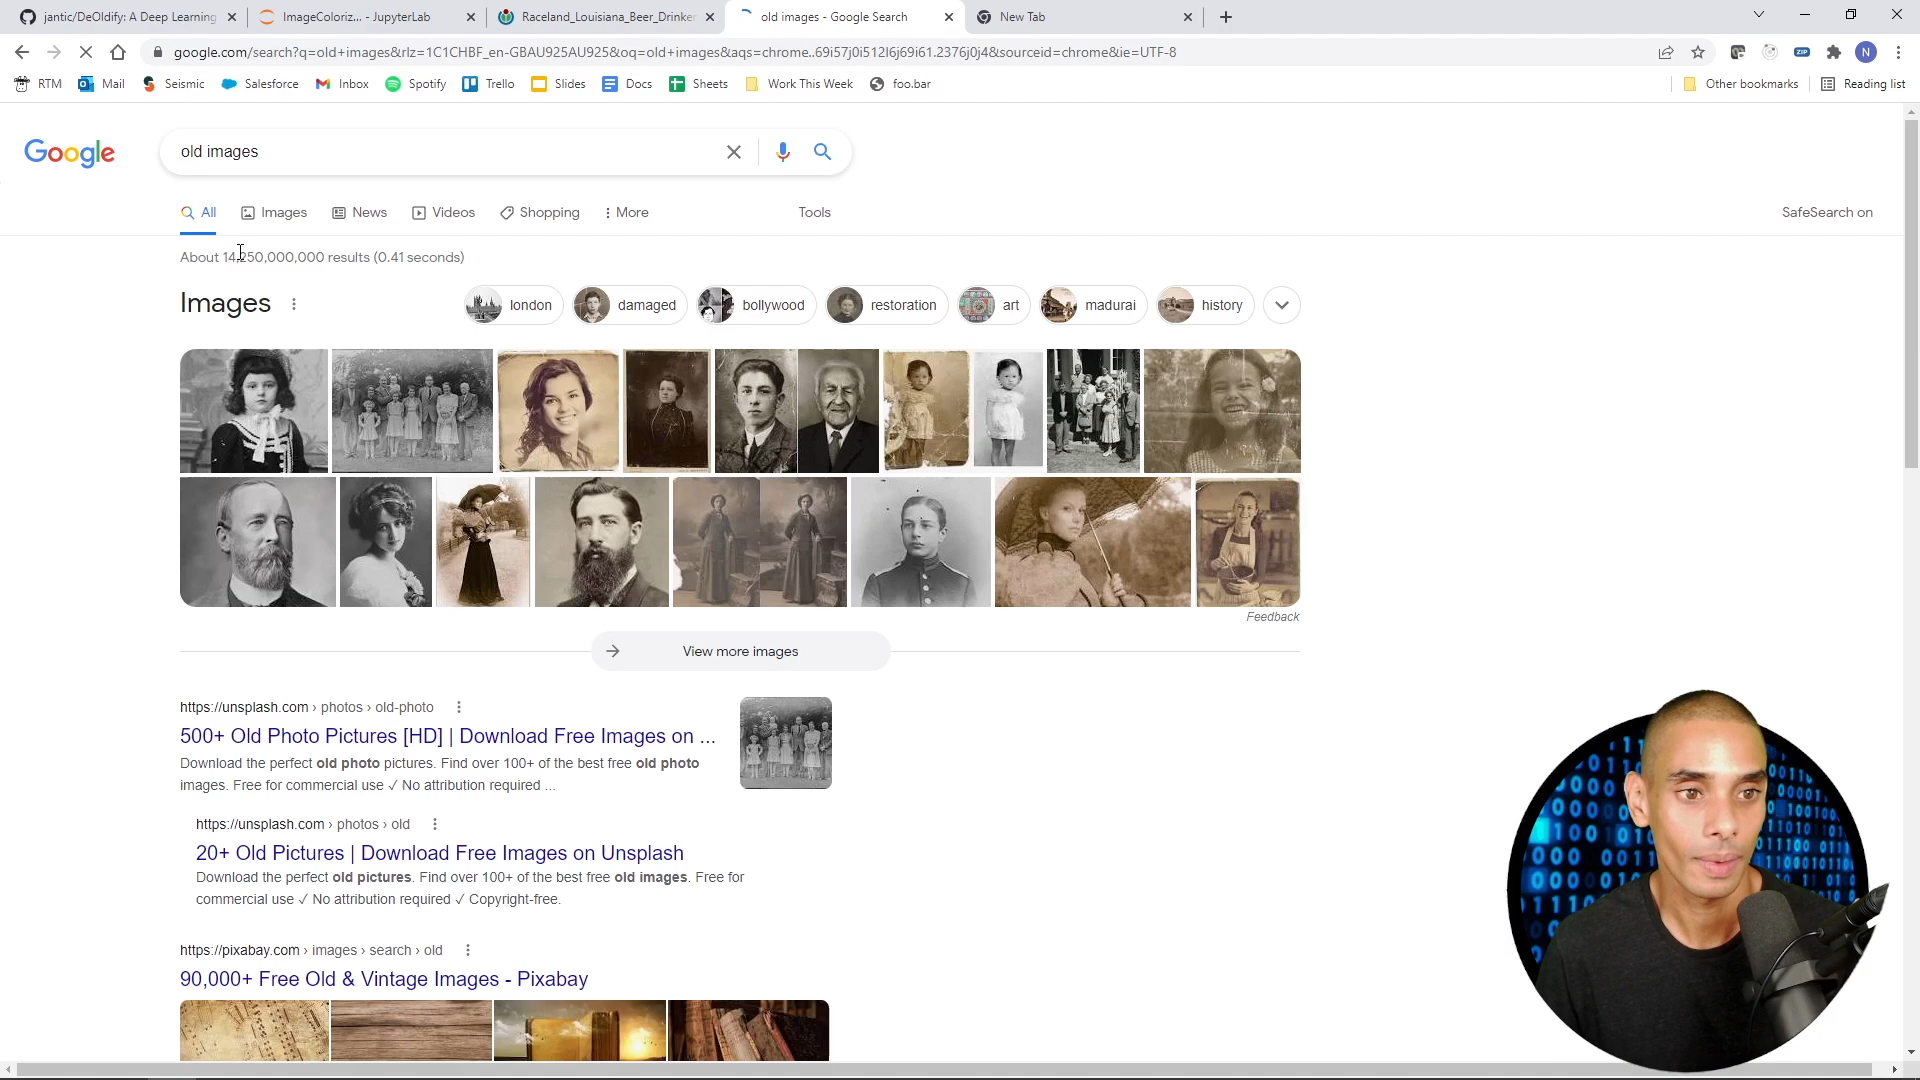 jantic/DeOldify: A Deep Learning
ImageColoriz... - JupyterLab
Raceland_Louisiana_Beer_Drinker
old images - Google Search
New Tab
google.com/search?q=old+images&rlz=1C1CHBF_en-GBAU925AU925&oq=old+images&aqs=chrome..69i57j0i512l6j69i61.2376j0j4&sourceid=chrome&ie=UTF-8
ZIP
N
RTM
Mail
Seismic
Salesforce
Inbox
Spotify
Trello
Slides
Docs
Sheets
Work This Week
foo.bar
Other bookmarks
Reading list
Google
old images
All
Images
News
Videos
Shopping
More
Tools
SafeSearch on
About 14,250,000,000 results (0.41 seconds)
Images
london
damaged
bollywood
restoration
art
madurai
history
Feedback
View more images
https://unsplash.com › photos › old-photo
500+ Old Photo Pictures [HD] | Download Free Images on ...
Download the perfect old photo pictures. Find over 100+ of the best free old photo
images. Free for commercial use ✓ No attribution required ...
https://unsplash.com › photos › old
20+ Old Pictures | Download Free Images on Unsplash
Download the perfect old pictures. Find over 100+ of the best free old images. Free for
commercial use ✓ No attribution required ✓ Copyright-free.
https://pixabay.com › images › search › old
90,000+ Free Old & Vintage Images - Pixabay